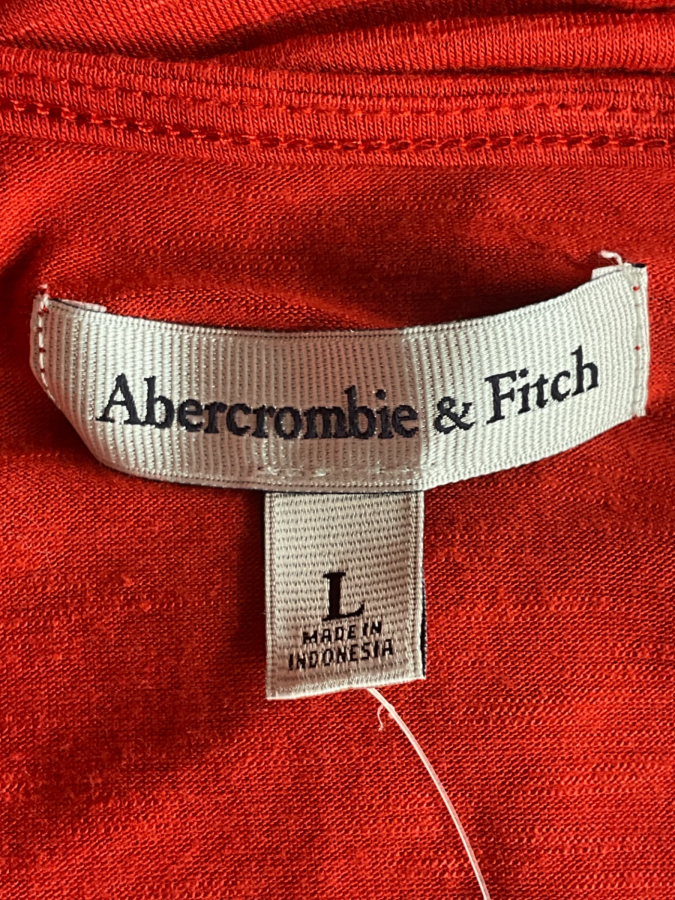 Abercrombie & Fitch
L
MADE IN
INDONESIA